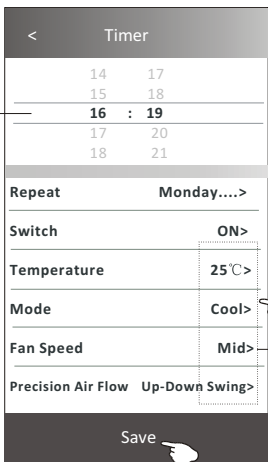 < Timer
14 17
15 18
16 : 19
17 20
18 21
Repeat Monday....>
Switch ON>
Temperature 25℃>
Mode Cool>
Fan Speed Mid>
Precision Air Flow Up-Down Swing>
Save